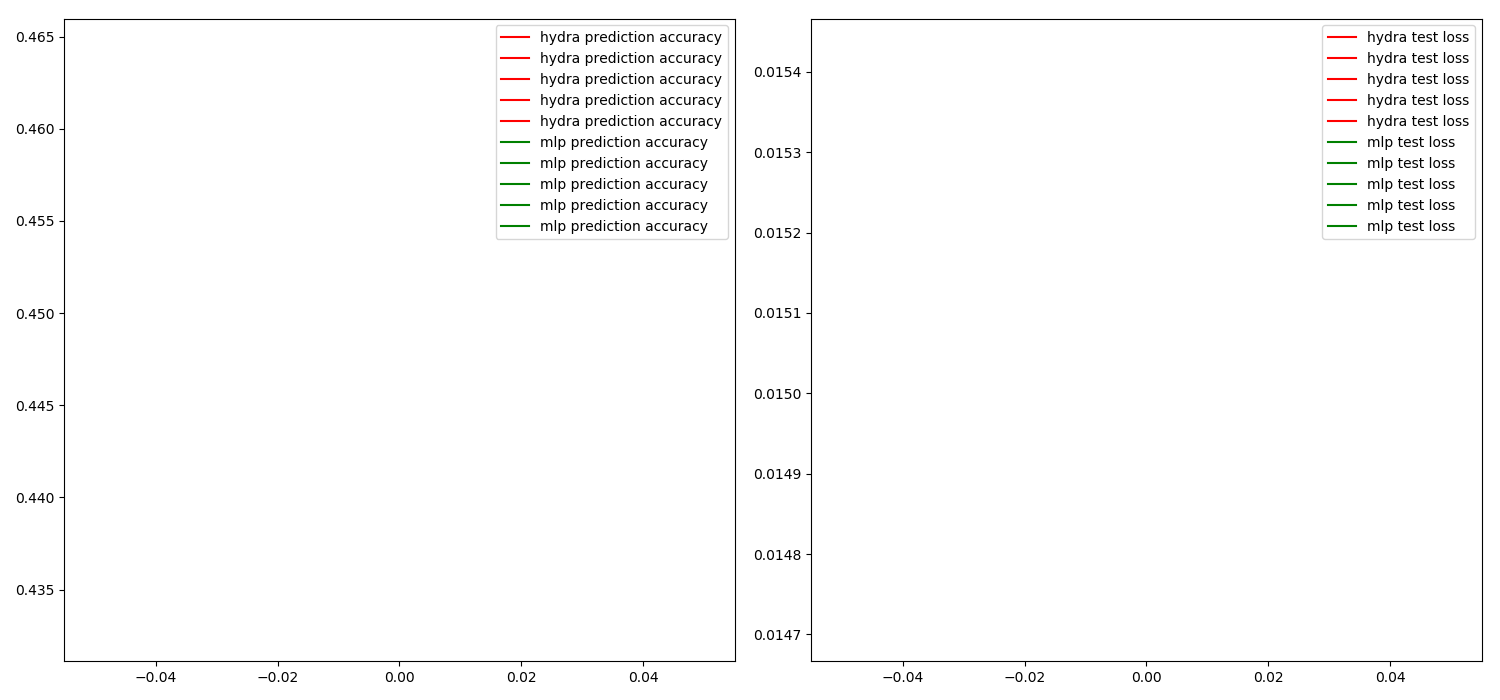 0.465
0.460
0.455
0.450
0.445
0.440
0.435
−0.04
−0.02
0.00
0.02
0.04
hydra prediction accuracy
hydra prediction accuracy
hydra prediction accuracy
hydra prediction accuracy
hydra prediction accuracy
mlp prediction accuracy
mlp prediction accuracy
mlp prediction accuracy
mlp prediction accuracy
mlp prediction accuracy
0.0154
0.0153
0.0152
0.0151
0.0150
0.0149
0.0148
0.0147
−0.04
−0.02
0.00
0.02
0.04
hydra test loss
hydra test loss
hydra test loss
hydra test loss
hydra test loss
mlp test loss
mlp test loss
mlp test loss
mlp test loss
mlp test loss